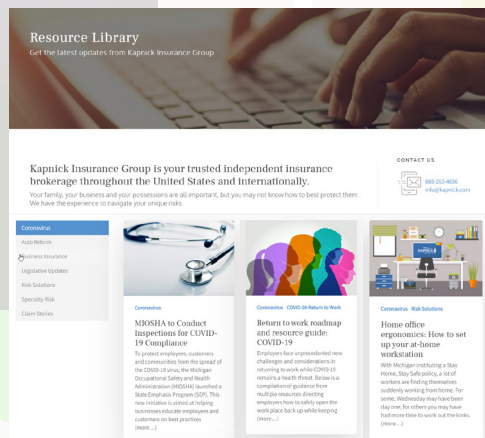 Resource Library
Get the latest updates from Kapnick Insurance Group
CONTACT US
Kapnick Insurance Group is your trusted independent insurance
brokerage throughout the United States and internationally.
Your family, your business and your possessions are all important, but you may not know how to best protect them.
We have the experience to navigate your unique risks.
888-263-4656
info@kapnick.com
Coronavirus
Auto Reform
Business Insurance
Legislative Updates
Risk Solutions
Specialty Risk
Claim Stories
Coronavirus
MIOSHA to Conduct
Inspections for COVID-
19 Compliance
To protect employees, customers
and communities from the spread of
the COVID-19 virus, the Michigan
Occupational Safety and Health
Administration (MIOSHA) launched a
State Emphasis Program (SEP). This
new initiative is aimed at helping
businesses educate employees and
customers on best practices
(more…)
Coronavirus COVID-19-Return to Work
Return to work roadmap
and resource guide:
COVID-19
Employers face unprecedented new
challenges and considerations in
returning to work while COVID-19
remains a health threat. Below is a
compilation of guidance from
multiple resources directing
employers how to safely open the
work place back up while keeping
(more…)
KAPNICK
Coronavirus Risk Solutions
Home office
ergonomics: How to set
up your at-home
workstation
With Michigan instituting a Stay
Home, Stay Safe policy, a lot of
workers are finding themselves
suddenly working from home. For
some, Wednesday may have been
day one, for others you may have
had more time to work out the kinks.
(more…)